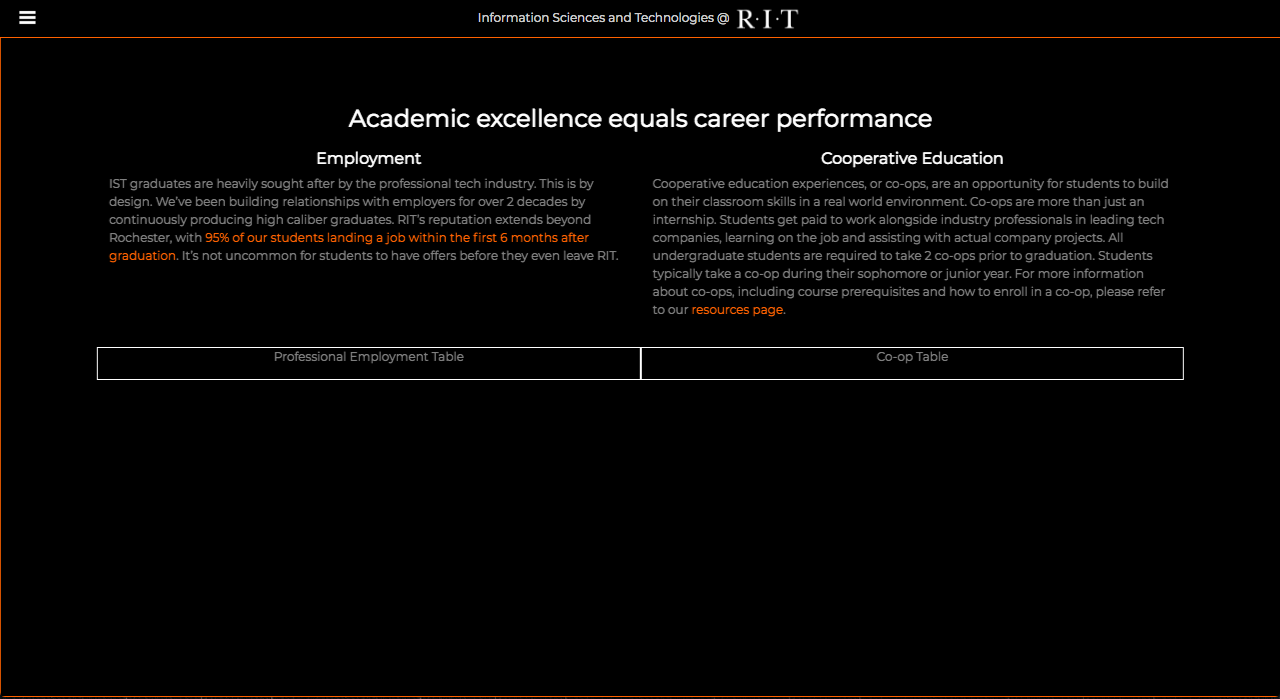 Information Sciences and Technologies @ R·I·T
Academic excellence equals career performance
Employment
IST graduates are heavily sought after by the professional tech industry. This is by
design. We’ve been building relationships with employers for over 2 decades by
continuously producing high caliber graduates. RIT’s reputation extends beyond
Rochester, with 95% of our students landing a job within the first 6 months after
graduation. It’s not uncommon for students to have offers before they even leave RIT.
Cooperative Education
Cooperative education experiences, or co-ops, are an opportunity for students to build
on their classroom skills in a real world environment. Co-ops are more than just an
internship. Students get paid to work alongside industry professionals in leading tech
companies, learning on the job and assisting with actual company projects. All
undergraduate students are required to take 2 co-ops prior to graduation. Students
typically take a co-op during their sophomore or junior year. For more information
about co-ops, including course prerequisites and how to enroll in a co-op, please refer
to our resources page.
Professional Employment Table
Co-op Table